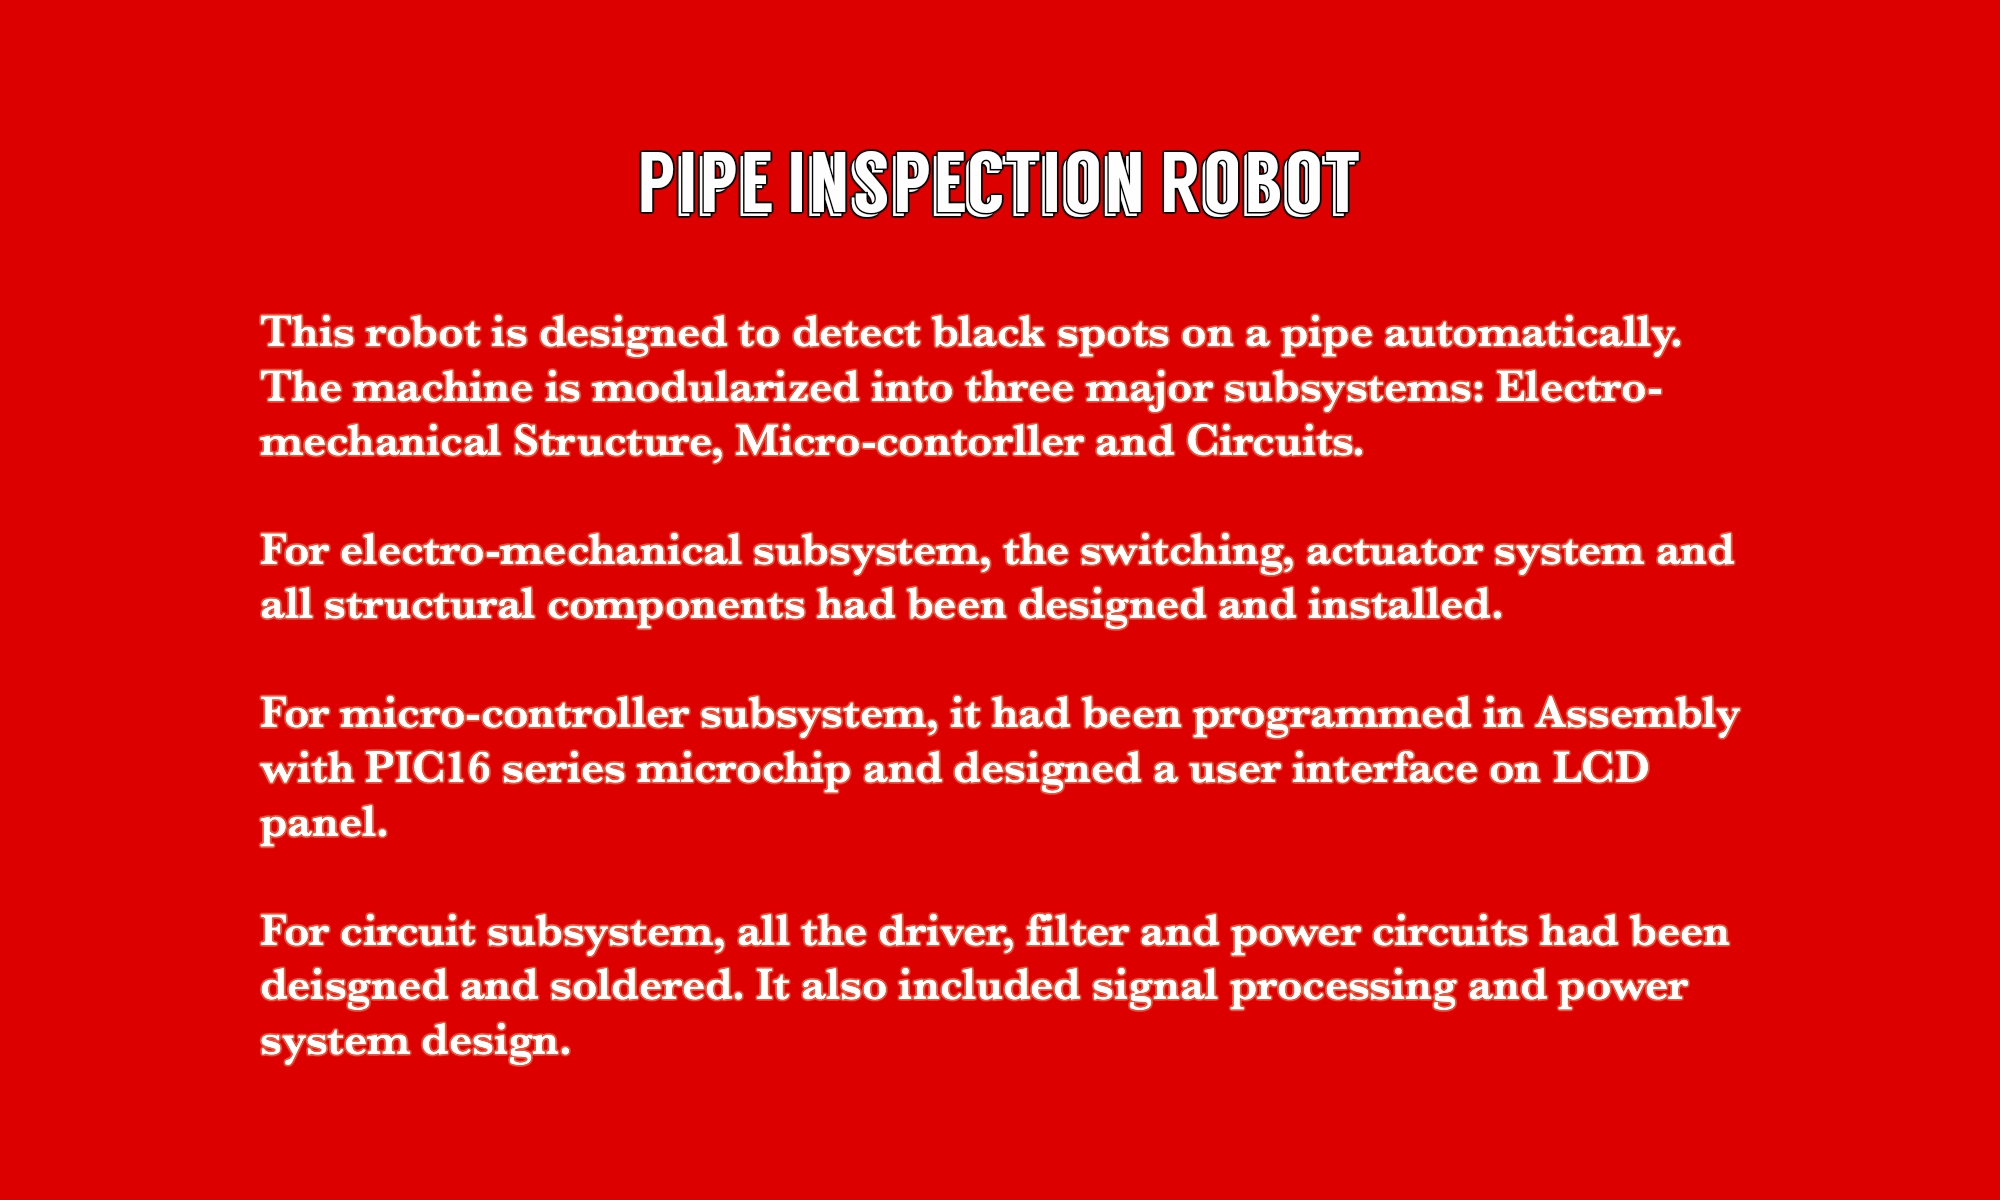 PIPE INSPECTION ROBOT
This robot is designed to detect black spots on a pipe automatically.
The machine is modularized into three major subsystems: Electro-
mechanical Structure, Micro-contorller and Circuits.
For electro-mechanical subsystem, the switching, actuator system and
all structural components had been designed and installed.
For micro-controller subsystem, it had been programmed in Assembly
with PIC16 series microchip and designed a user interface on LCD
panel.
For circuit subsystem, all the driver, filter and power circuits had been
deisgned and soldered. It also included signal processing and power
system design.